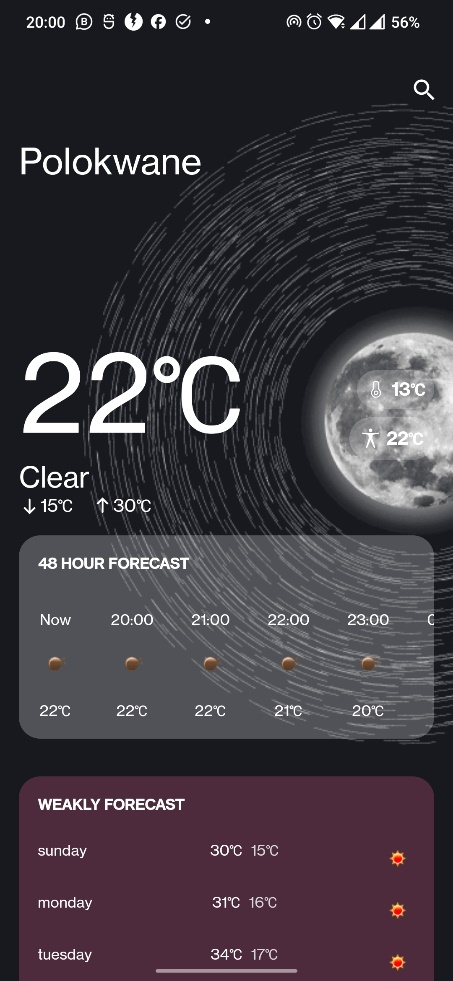 20:00 56%
Polokwane
22°C
13°C
22°C
Clear
↓ 15°C ↑ 30°C
48 HOUR FORECAST
Now 20:00 21:00 22:00 23:00
22°C 22°C 22°C 21°C 20°C
WEAKLY FORECAST
sunday 30°C 15°C
monday 31°C 16°C
tuesday 34°C 17°C